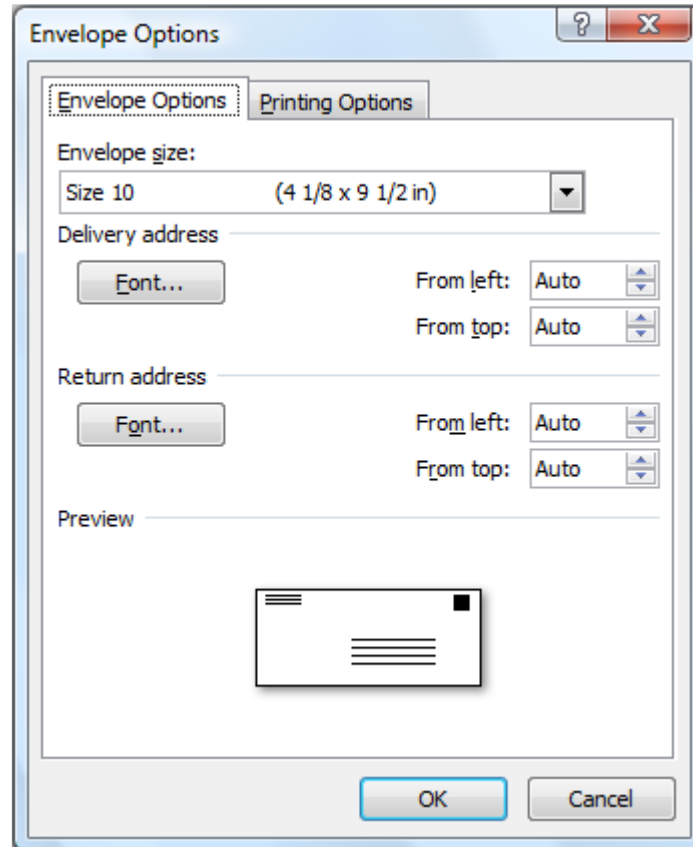 Envelope Options
Envelope Options Printing Options
Envelope size:
Size 10 (4 1/8 x 9 1/2 in)
Delivery address
Font... From left: Auto
From top: Auto
Return address
Font... From left: Auto
From top: Auto
Preview
OK Cancel